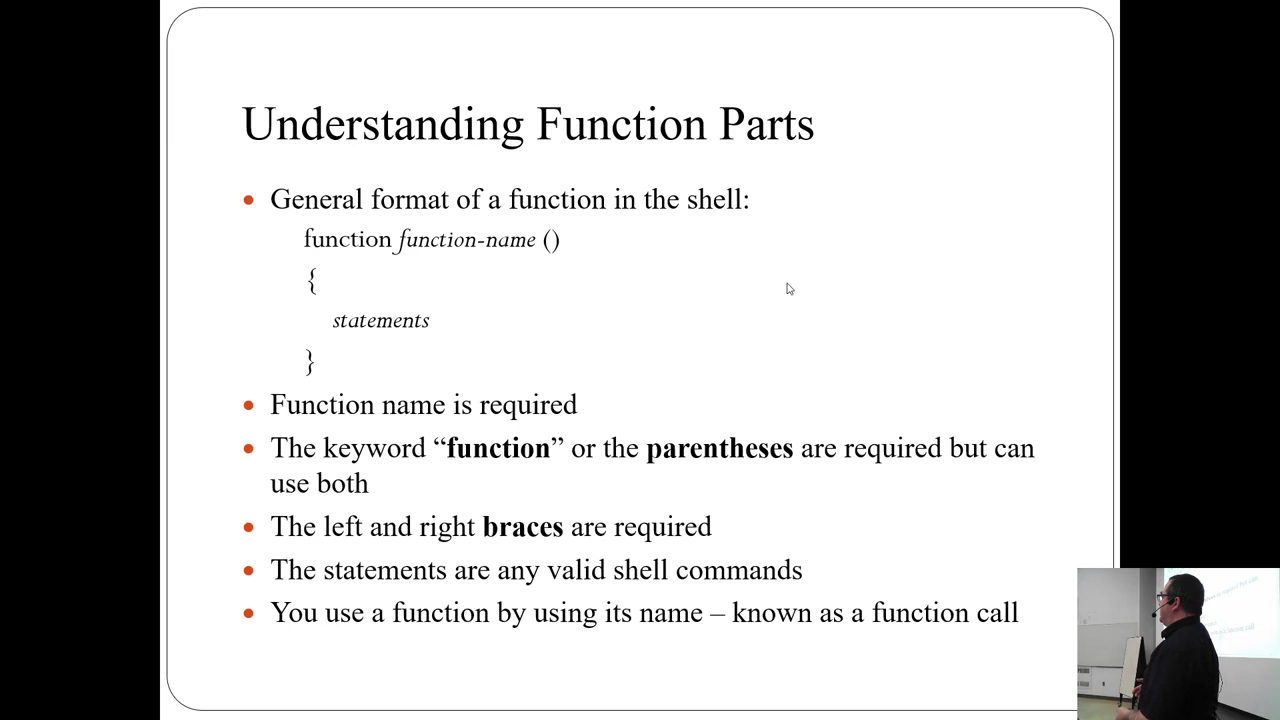 Understanding Function Parts
• General format of a function in the shell:
function function-name ()
{
statements
}
• Function name is required
• The keyword “function” or the parentheses are required but can
use both
• The left and right braces are required
• The statements are any valid shell commands
• You use a function by using its name – known as a function call